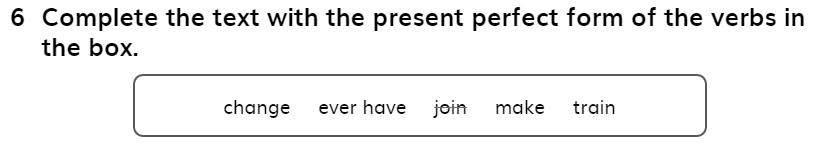 6 Complete the text with the present perfect form of the verbs in
the box.
change ever have join make train